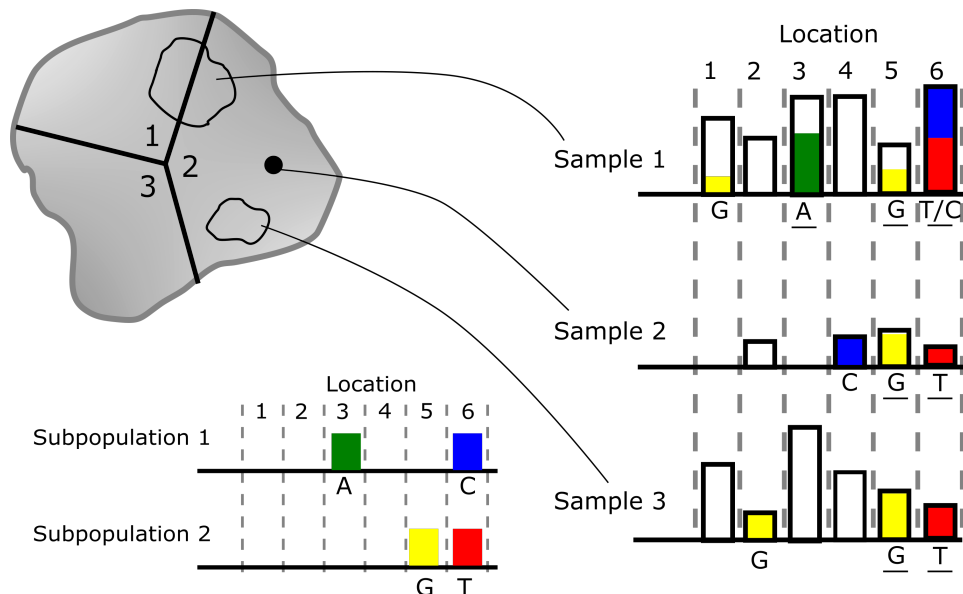 Location
1 2 3 4 5 6
Sample 1
G A G T/C
Sample 2
C G T
Sample 3
G G T
1
2
3
Location
1 2 3 4 5 6
Subpopulation 1
A C
Subpopulation 2
G T